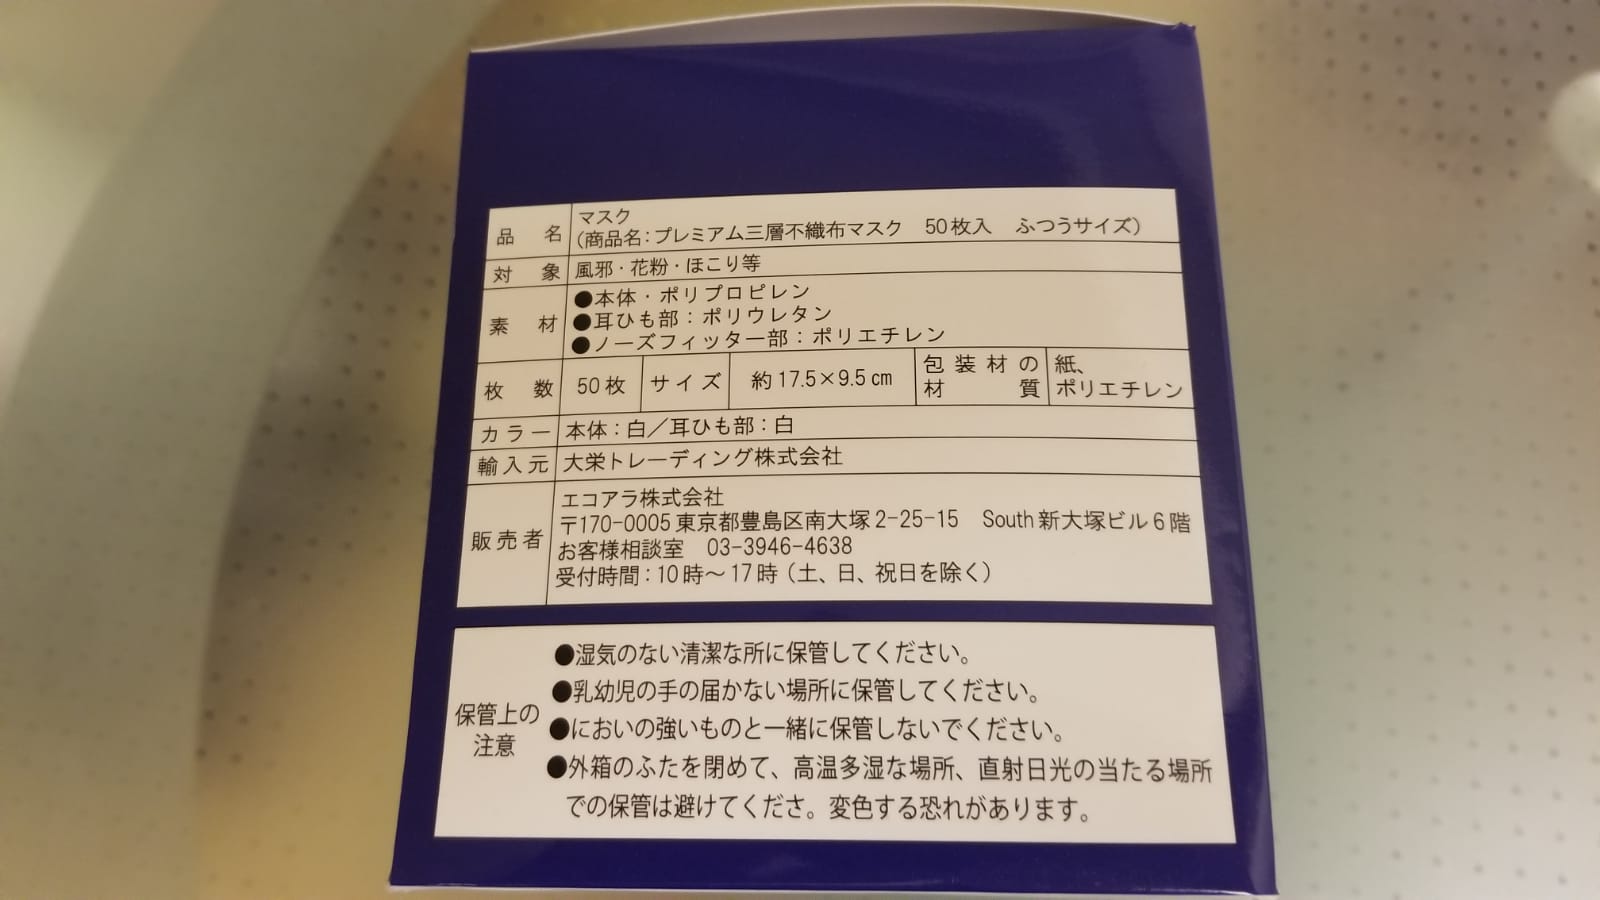 品名 マスク
(商品名:プレミアム三層不織布マスク 50枚入 ふつうサイズ)
対象 風邪・花粉・ほこり等
素材 ●本体・ポリプロピレン
●耳ひも部:ポリウレタン
●ノーズフィッター部:ポリエチレン
枚数 50枚 サイズ 約17.5×9.5㎝ 包装材の材質 紙、ポリエチレン
カラー 本体:白/耳ひも部:白
輸入元 大栄トレーディング株式会社
販売者 エコアラ株式会社
〒170-0005 東京都豊島区南大塚2-25-15 South新大塚ビル6階
お客様相談室 03-3946-4638
受付時間:10時〜17時(土、日、祝日を除く)
保管上の注意
●湿気のない清潔な所に保管してください。
●乳幼児の手の届かない場所に保管してください。
●においの強いものと一緒に保管しないでください。
●外箱のふたを閉めて、高温多湿な場所、直射日光の当たる場所
での保管は避けてくださ。変色する恐れがあります。